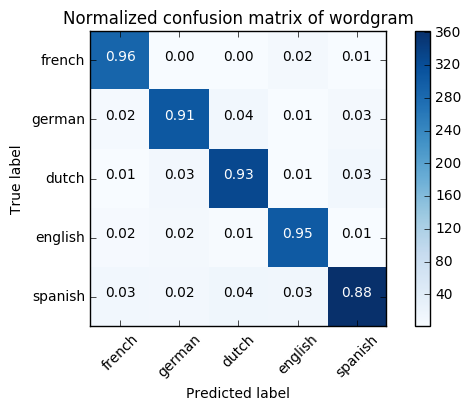 Normalized confusion matrix of wordgram
french 0.96 0.00 0.00 0.02 0.01
german 0.02 0.91 0.04 0.01 0.03
dutch 0.01 0.03 0.93 0.01 0.03
english 0.02 0.02 0.01 0.95 0.01
spanish 0.03 0.02 0.04 0.03 0.88
True label
french german dutch english spanish
Predicted label
360
320
280
240
200
160
120
80
40